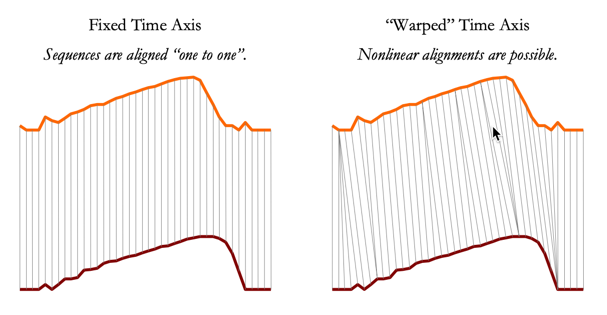 Fixed Time Axis
Sequences are aligned “one to one”.
“Warped” Time Axis
Nonlinear alignments are possible.